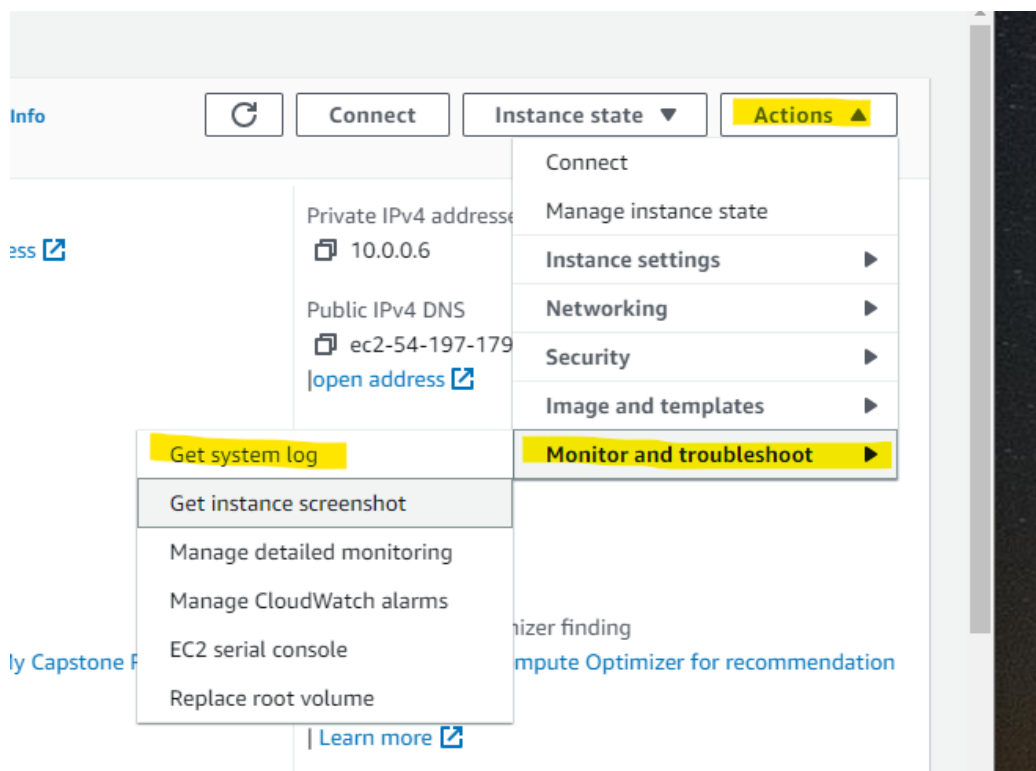 Info
Connect
Instance state
Actions
Connect
Manage instance state
Instance settings
Networking
Security
Image and templates
Monitor and troubleshoot
Private IPv4 addresse
10.0.0.6
ess
Public IPv4 DNS
ec2-54-197-179
|open address
Get system log
Get instance screenshot
Manage detailed monitoring
Manage CloudWatch alarms
EC2 serial console
Replace root volume
nizer finding
ly Capstone
mpute Optimizer for recommendation
| Learn more